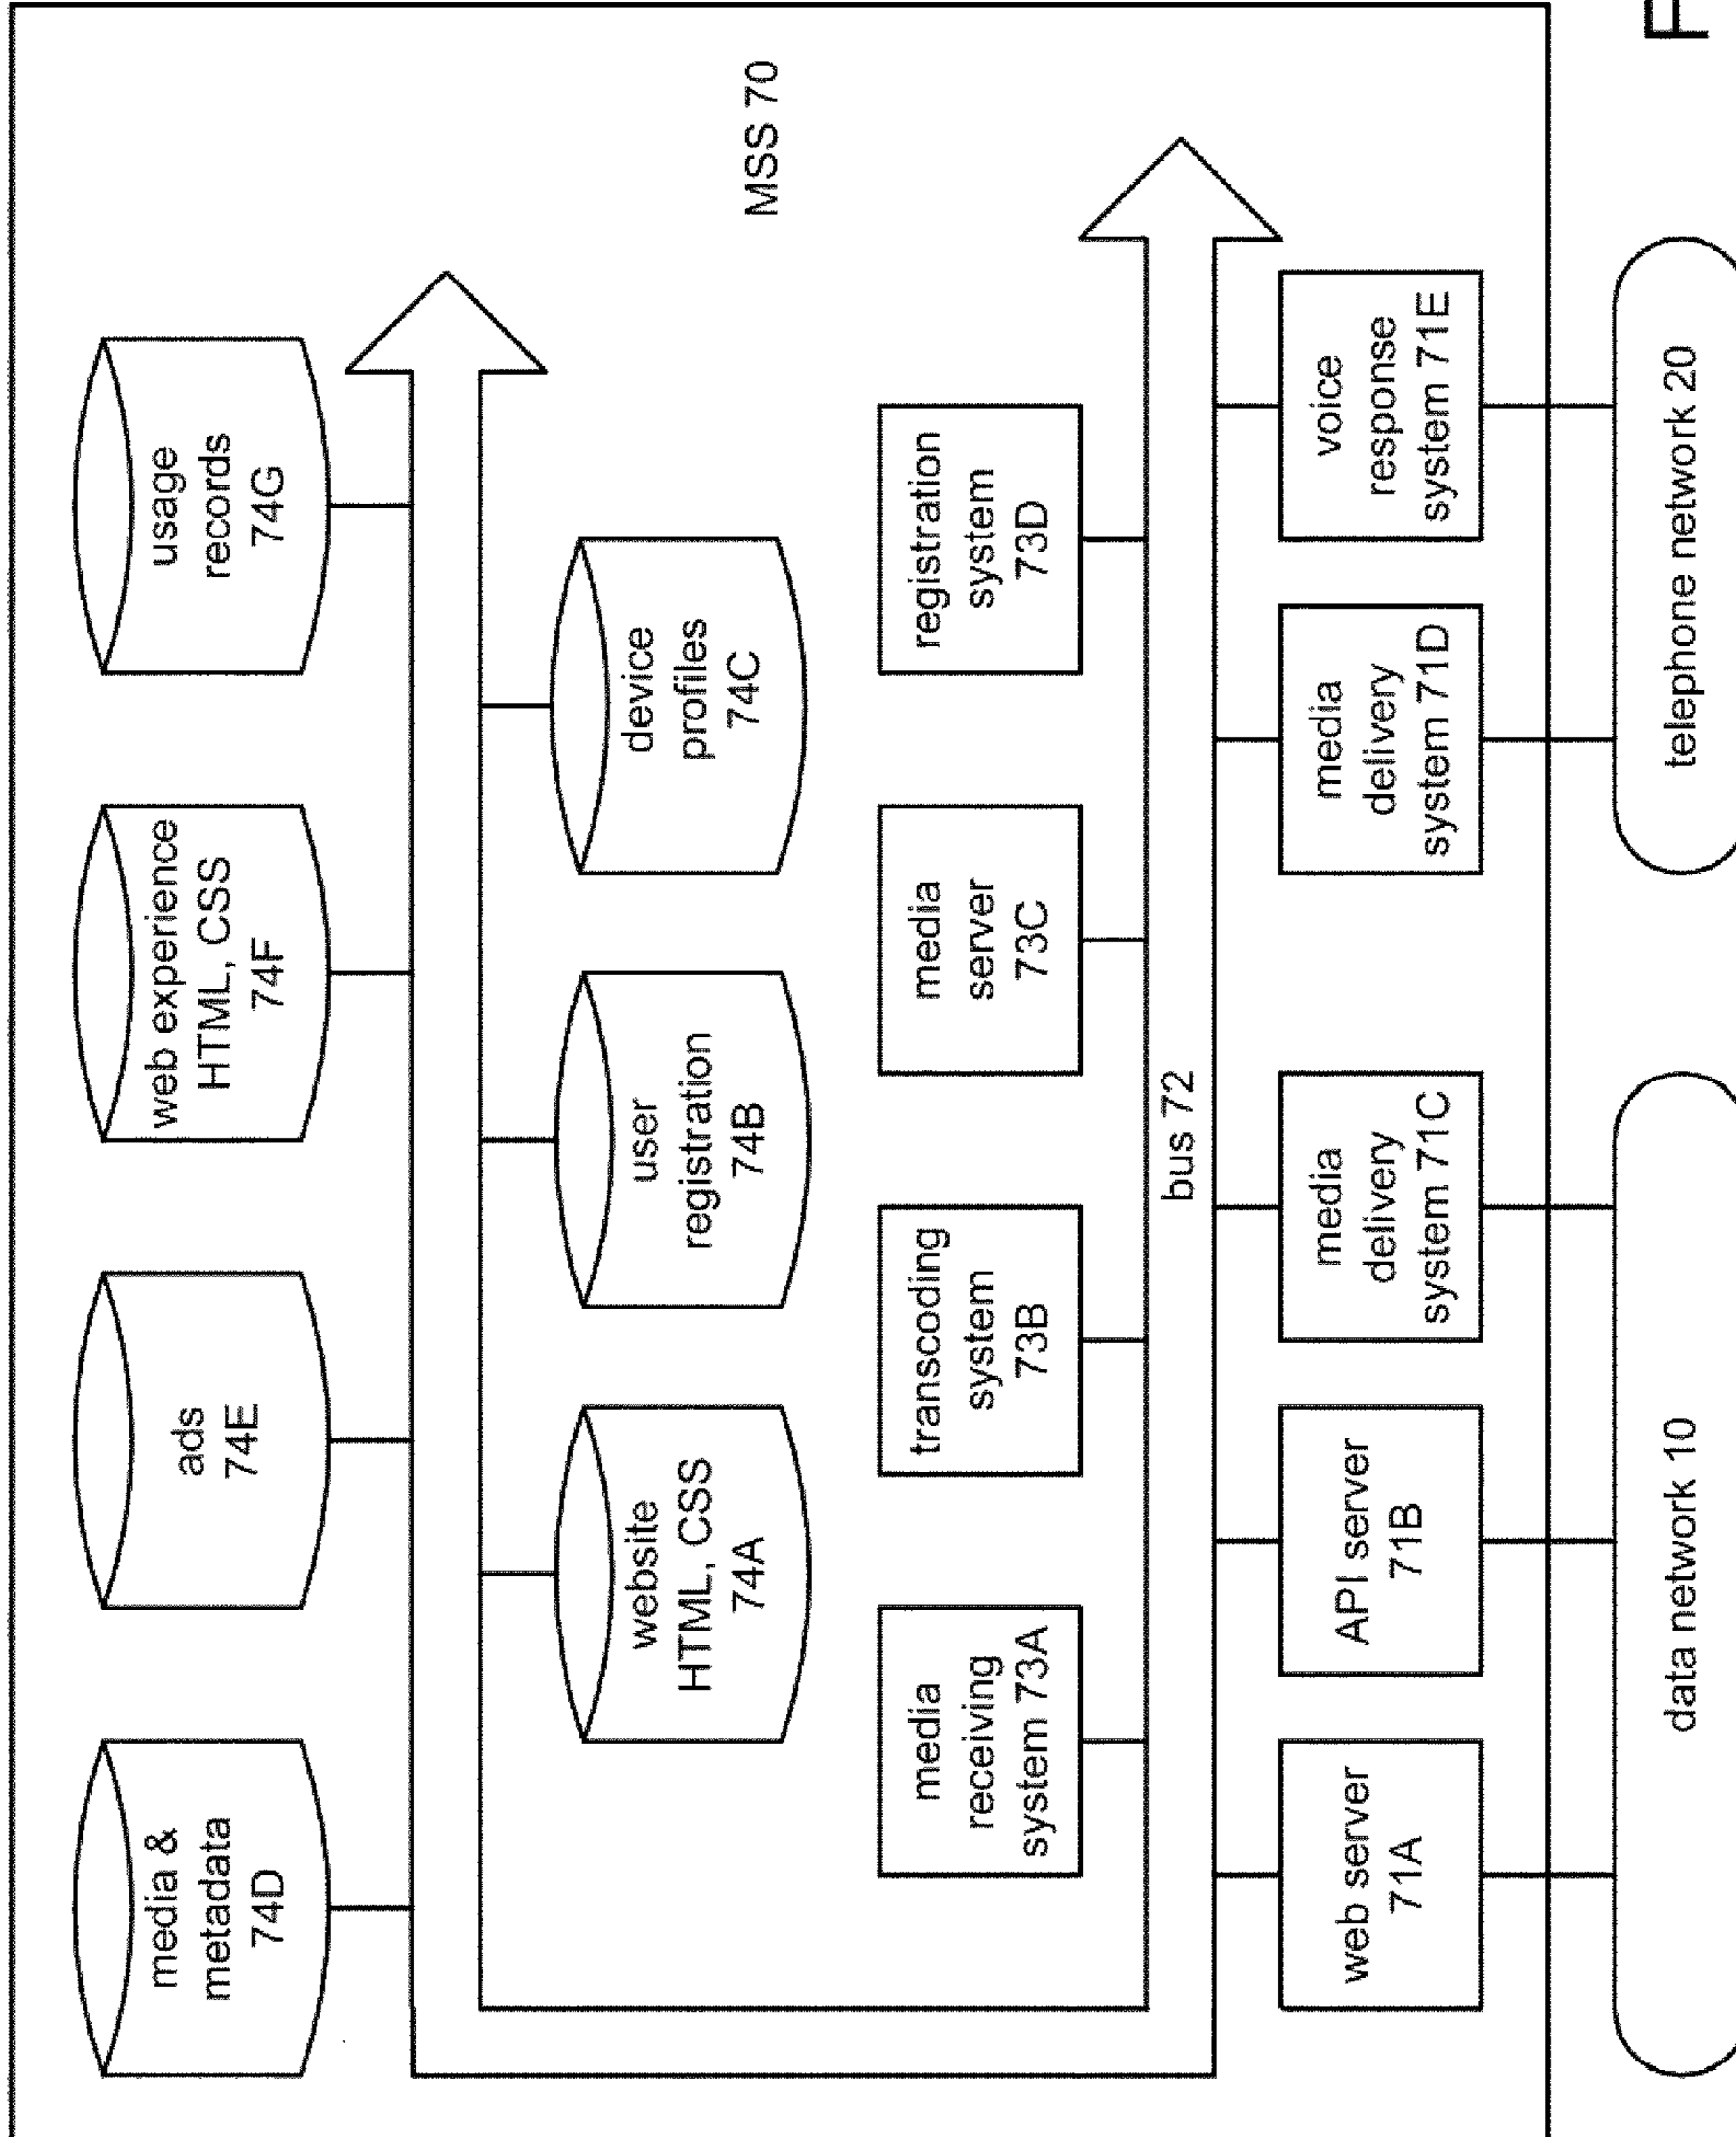 media &
metadata
74D
ads
74E
web experience
HTML, CSS
74F
usage
records
74G
website
HTML, CSS
74A
user
registration
74B
device
profiles
74C
MSS 70
media
receiving
system 73A
transcoding
system
73B
media
server
73C
registration
system
73D
bus 72
web server
71A
API server
71B
media
delivery
system 71C
media
delivery
system 71D
voice
response
system 71E
data network 10
telephone network 20
F